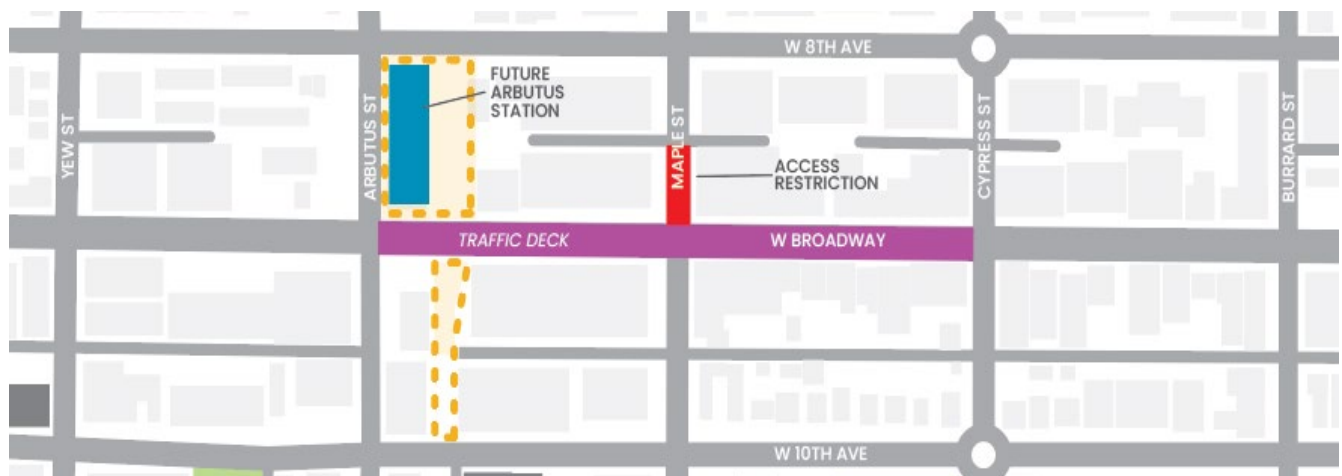 W 8TH AVE
FUTURE
ARBUTUS
STATION
YEW ST
ARBUTUS ST
MAPLE ST
ACCESS
RESTRICTION
CYPRESS ST
BURRARD ST
TRAFFIC DECK
W BROADWAY
W 10TH AVE